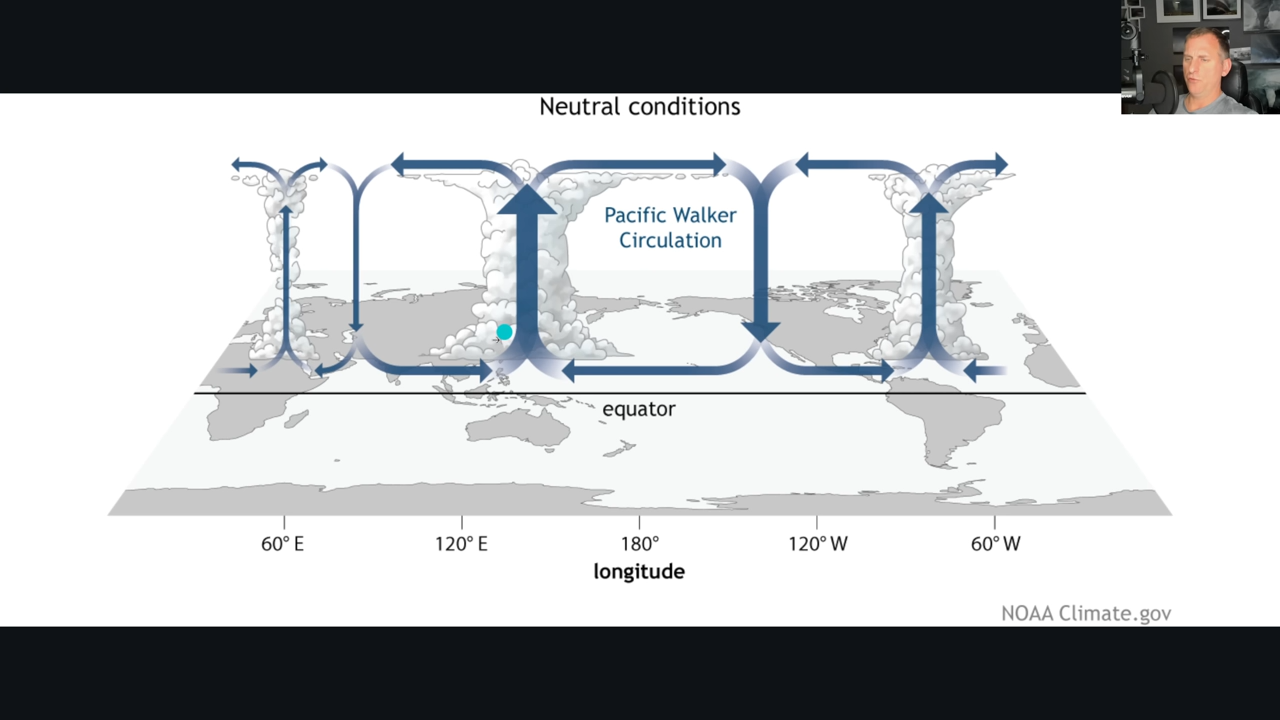 Neutral conditions
Pacific Walker
Circulation
equator
60° E
120° E
180°
120° W
60° W
longitude
NOAA Climate.gov